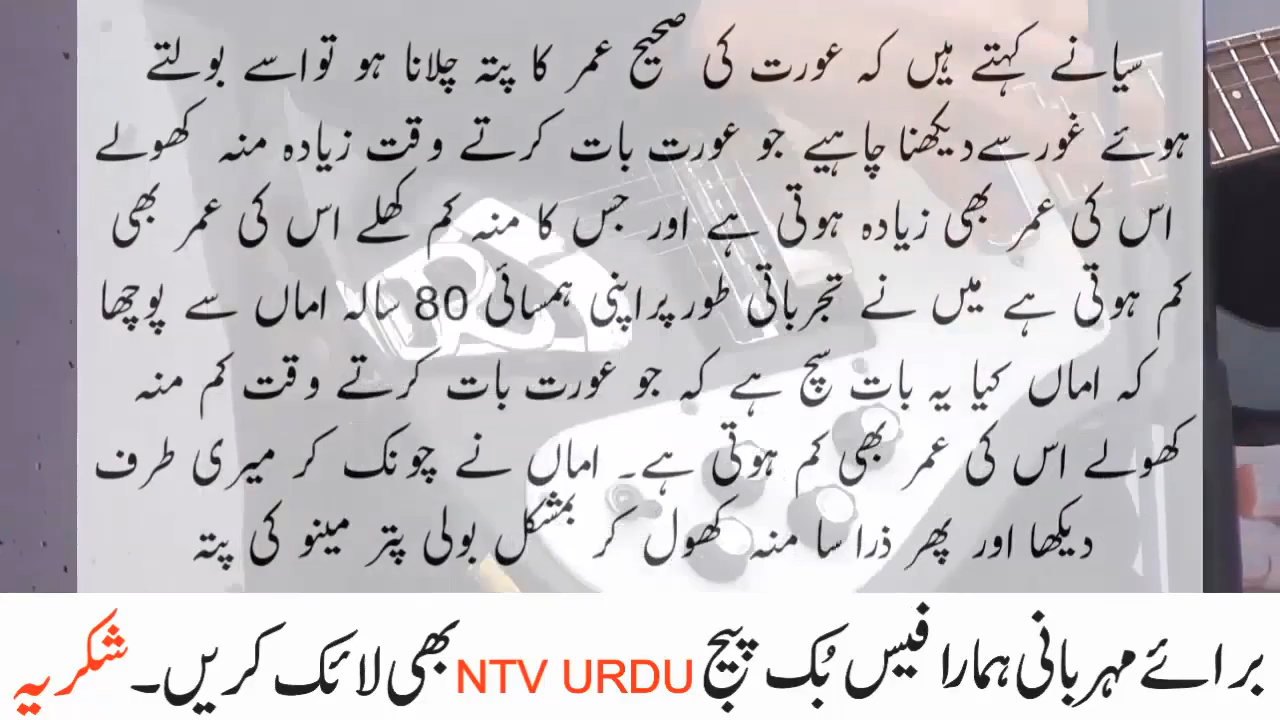 سیانے کہتے ہیں کہ عورت کی صحیح عمر کا پتہ چلانا ہو تو اسے بولتے
ہوئے غور سے دیکھنا چاہیے جو عورت بات کرتے وقت زیادہ منہ کھولے
اس کی عمر بھی زیادہ ہوتی ہے اور جس کا منہ کم کھلے اس کی عمر بھی
کم ہوتی ہے میں نے تجرباتی طور پر اپنی ہمسائی 80 سالہ اماں سے پوچھا
کہ اماں کیا یہ بات سچ ہے کہ جو عورت بات کرتے وقت کم منہ
کھولے اس کی عمر بھی کم ہوتی ہے۔ اماں نے چونک کر میری طرف
دیکھا اور پھر ذرا سا منہ کھول کر بمشکل بولی پتر مینو کی پتہ
برائے مہربانی ہمارا فیس بُک پیج NTV URDU بھی لائک کریں۔ شکریہ